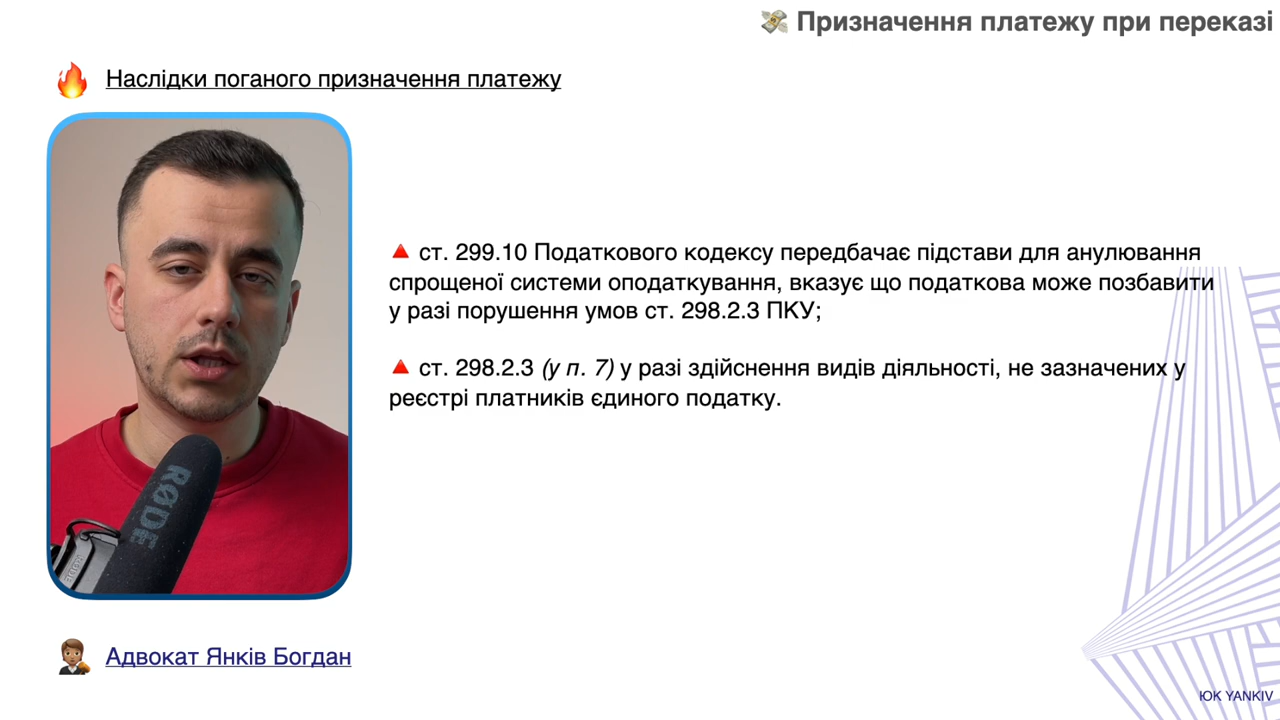 💸 Призначення платежу при переказі
🔥 Наслідки поганого призначення платежу
🔺 ст. 299.10 Податкового кодексу передбачає підстави для анулювання
спрощеної системи оподаткування, вказує що податкова може позбавити
у разі порушення умов ст. 298.2.3 ПКУ;
🔺 ст. 298.2.3 (у п. 7) у разі здійснення видів діяльності, не зазначених у
реєстрі платників єдиного податку.
RØDE
Адвокат Янків Богдан
ЮК YANKIV